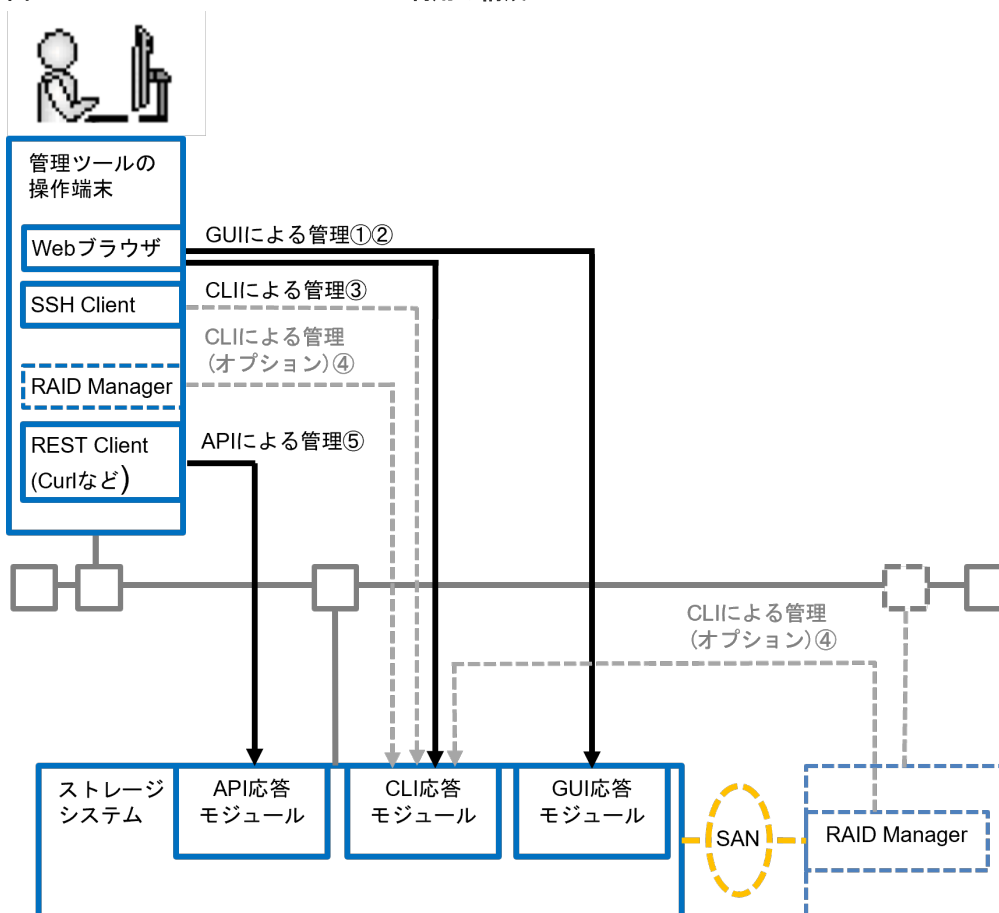 管理ツールの
操作端末
Webブラウザ
GUIによる管理①②
SSH Client
CLIによる管理③
CLIによる管理
(オプション)④
RAID Manager
REST Client
(Curlなど)
APIによる管理⑤
CLIによる管理
(オプション)④
ストレージ
システム
API応答
モジュール
CLI応答
モジュール
GUI応答
モジュール
SAN
RAID Manager